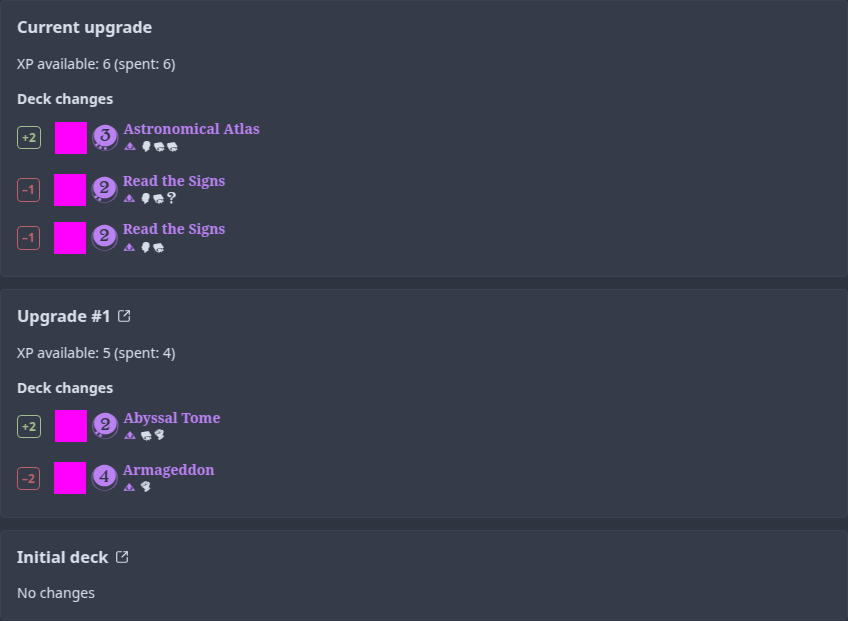 Current upgrade
XP available: 6 (spent: 6)
Deck changes
+2 3 Astronomical Atlas
−1 2 Read the Signs
?
−1 2 Read the Signs
Upgrade #1
XP available: 5 (spent: 4)
Deck changes
+2 2 Abyssal Tome
−2 4 Armageddon
Initial deck
No changes